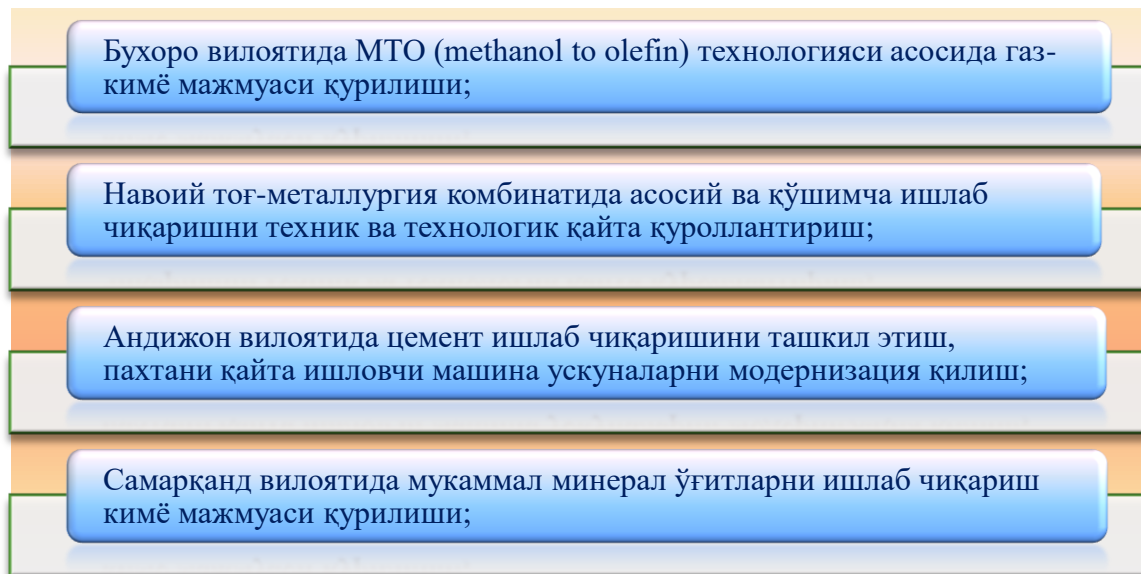 Бухоро вилоятида МТО (methanol to olefin) технологияси асосида газ-
кимё мажмуаси қурилиши;
Навоий тоғ-металлургия комбинатида асосий ва қўшимча ишлаб
чиқаришни техник ва технологик қайта қуроллантириш;
Андижон вилоятида цемент ишлаб чиқаришини ташкил этиш,
пахтани қайта ишловчи машина ускуналарни модернизация қилиш;
Самарқанд вилоятида мукаммал минерал ўғитларни ишлаб чиқариш
кимё мажмуаси қурилиши;